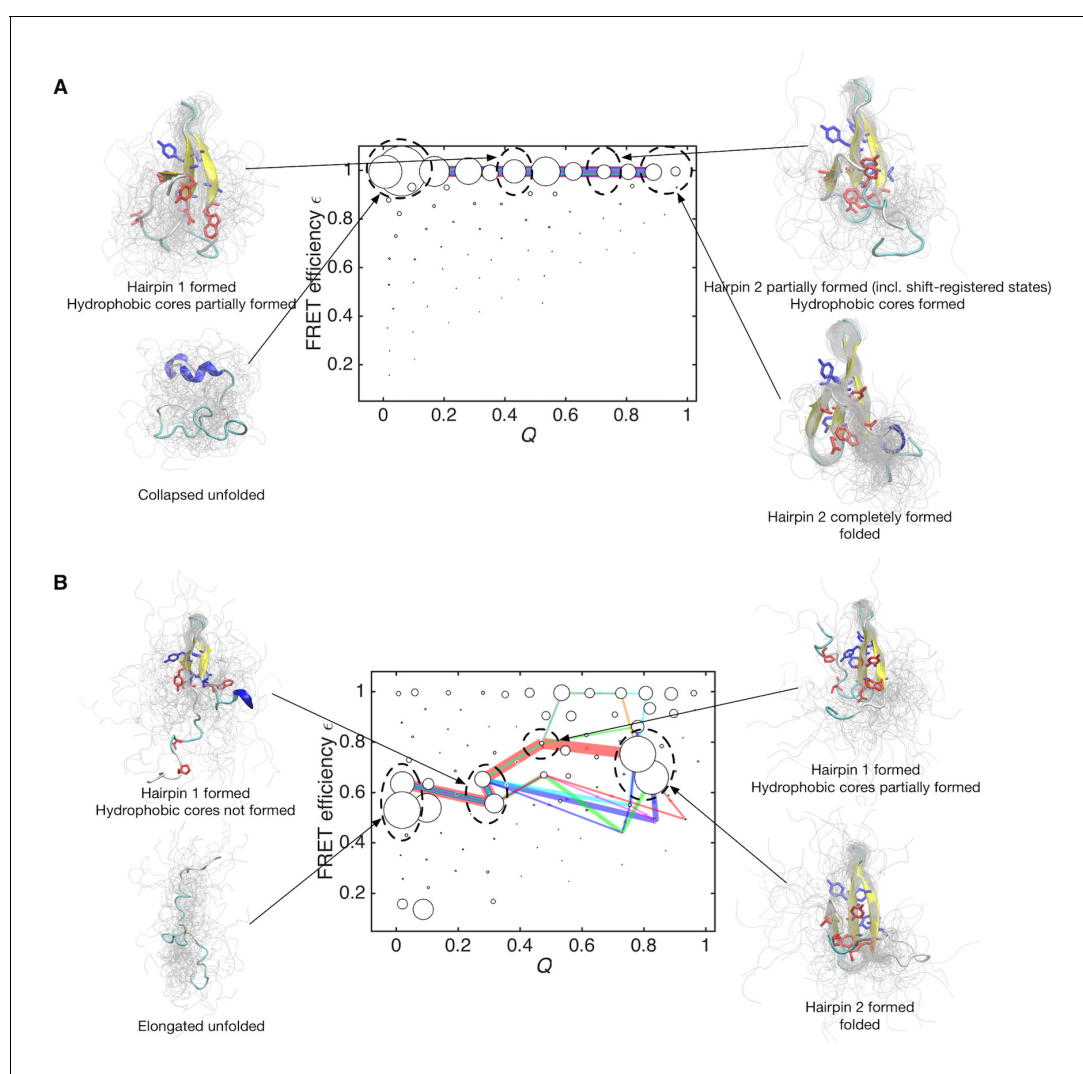 A
Hairpin 1 formed
Hydrophobic cores partially formed
Collapsed unfolded
FRET efficiency ϵ
1
0.8
0.6
0.4
0.2
0 0.2 0.4 0.6 0.8 1
Q
Hairpin 2 partially formed (incl. shift-registered states)
Hydrophobic cores formed
Hairpin 2 completely formed
folded
B
Hairpin 1 formed
Hydrophobic cores not formed
Elongated unfolded
FRET efficiency ϵ
1
0.8
0.6
0.4
0.2
0 0.2 0.4 0.6 0.8 1
Q
Hairpin 1 formed
Hydrophobic cores partially formed
Hairpin 2 formed
folded